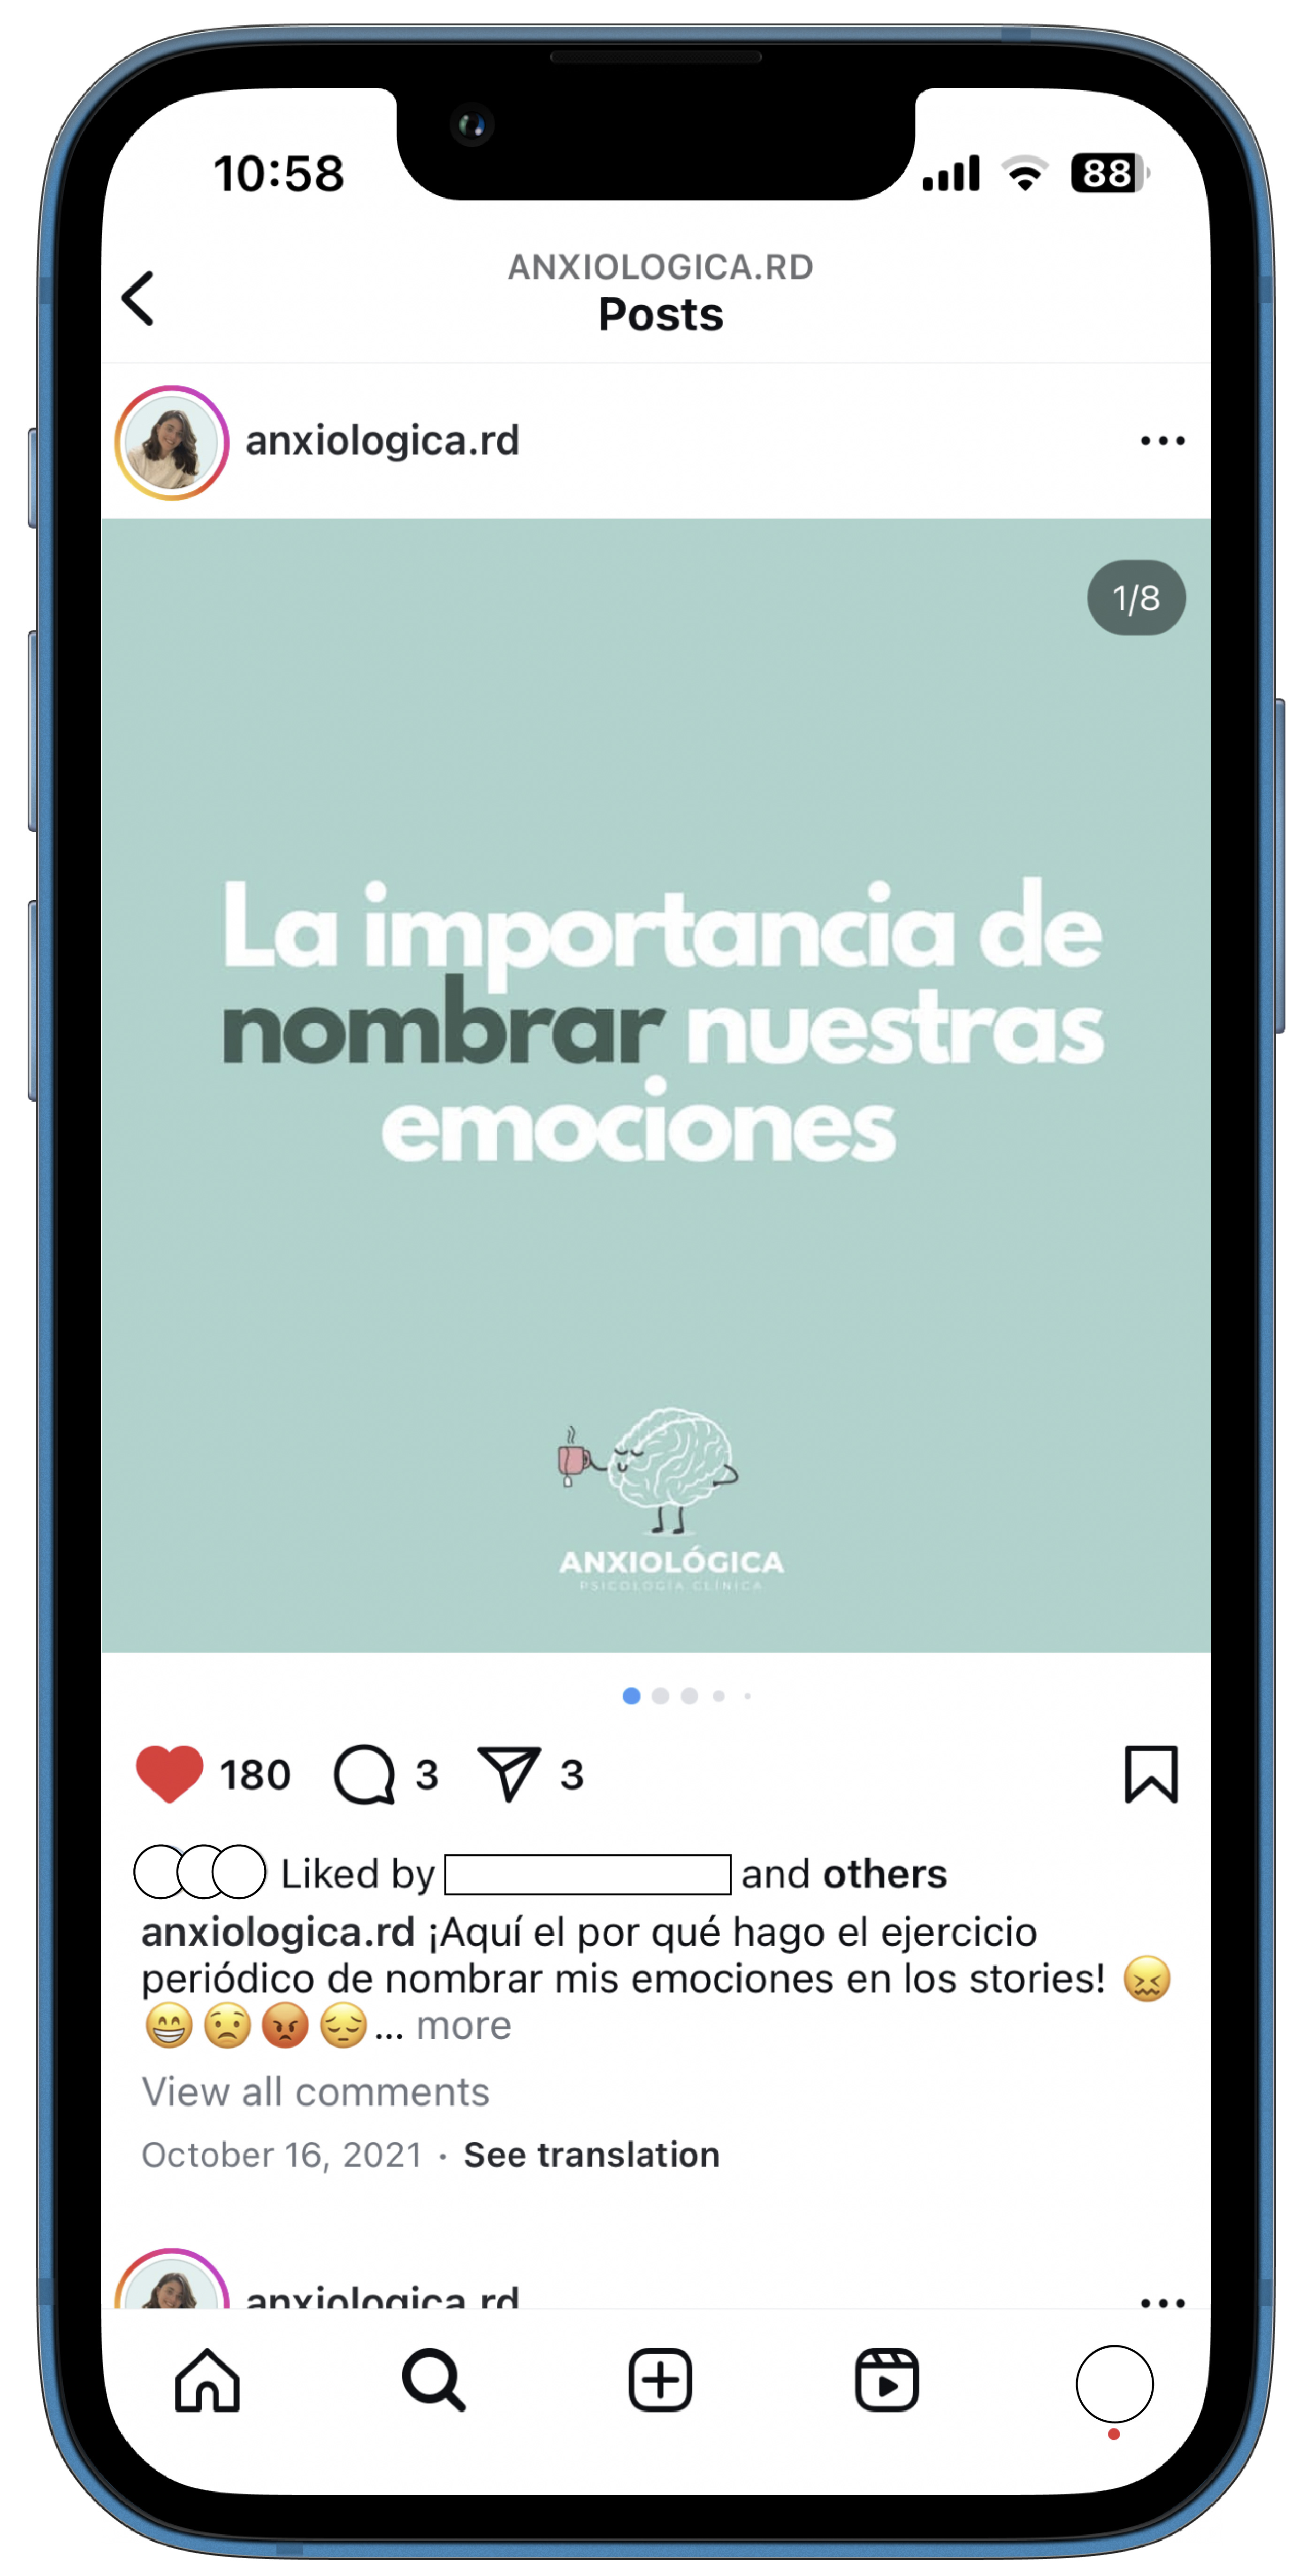 10:58
88
ANXIOLOGICA.RD
Posts
anxiologica.rd
1/8
La importancia de
nombrar nuestras
emociones
ANXIOLÓGICA
PSICOLOGÍA CLÍNICA
180 3 3
Liked by and others
anxiologica.rd ¡Aquí el por qué hago el ejercicio
periódico de nombrar mis emociones en los stories! 😖
😁😟😡😔... more
View all comments
October 16, 2021 · See translation
anxiologica.rd